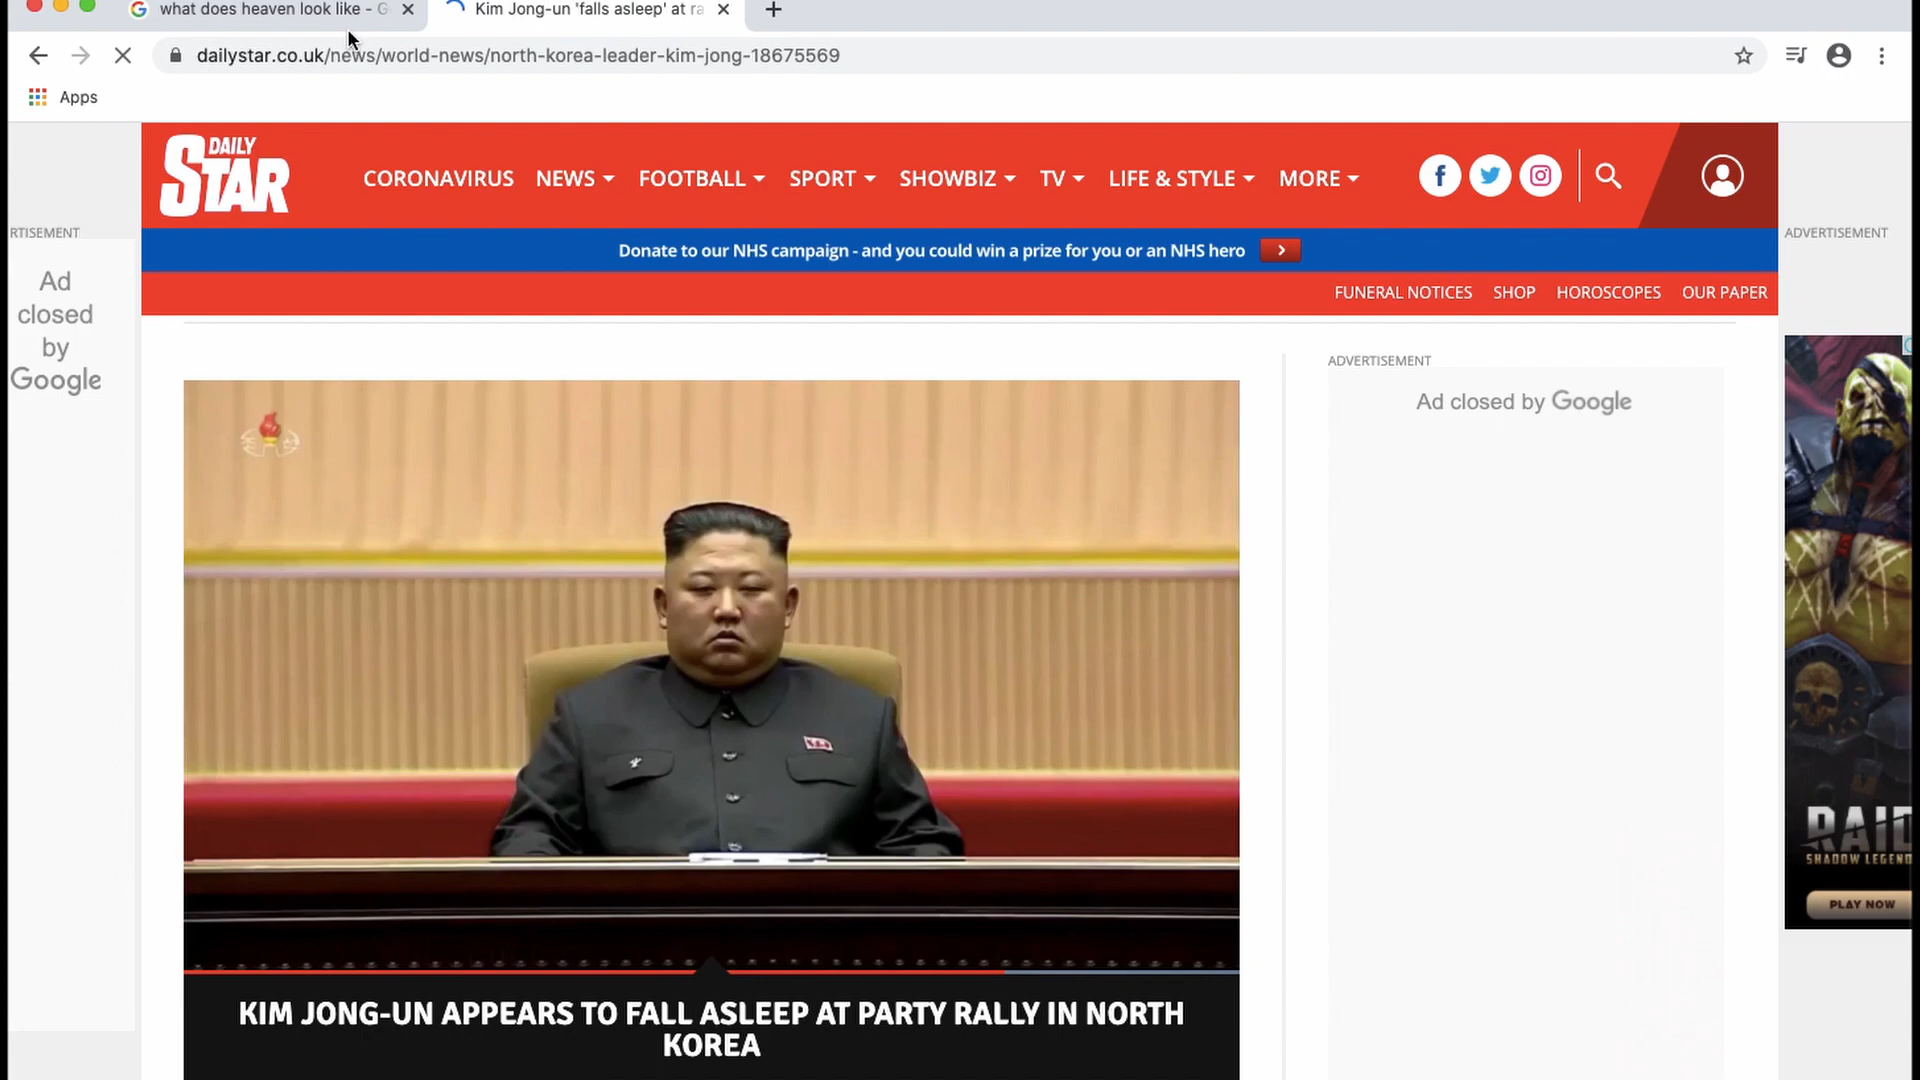 what does heaven look like - G
Kim Jong-un 'falls asleep' at ra
dailystar.co.uk/news/world-news/north-korea-leader-kim-jong-18675569
Apps
DAILY
STAR
CORONAVIRUS NEWS FOOTBALL SPORT SHOWBIZ TV LIFE & STYLE MORE
Donate to our NHS campaign - and you could win a prize for you or an NHS hero
FUNERAL NOTICES SHOP HOROSCOPES OUR PAPER
RTISEMENT
Ad
closed
by
Google
ADVERTISEMENT
Ad closed by Google
ADVERTISEMENT
RAID
SHADOW LEGEND
PLAY NOW
KIM JONG-UN APPEARS TO FALL ASLEEP AT PARTY RALLY IN NORTH
KOREA